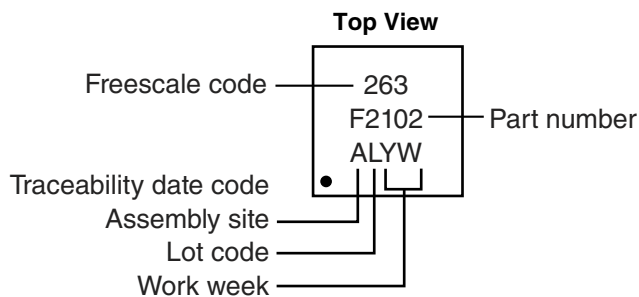 Top View
Freescale code
263
F2102
Part number
ALYW
Traceability date code
Assembly site
Lot code
Work week